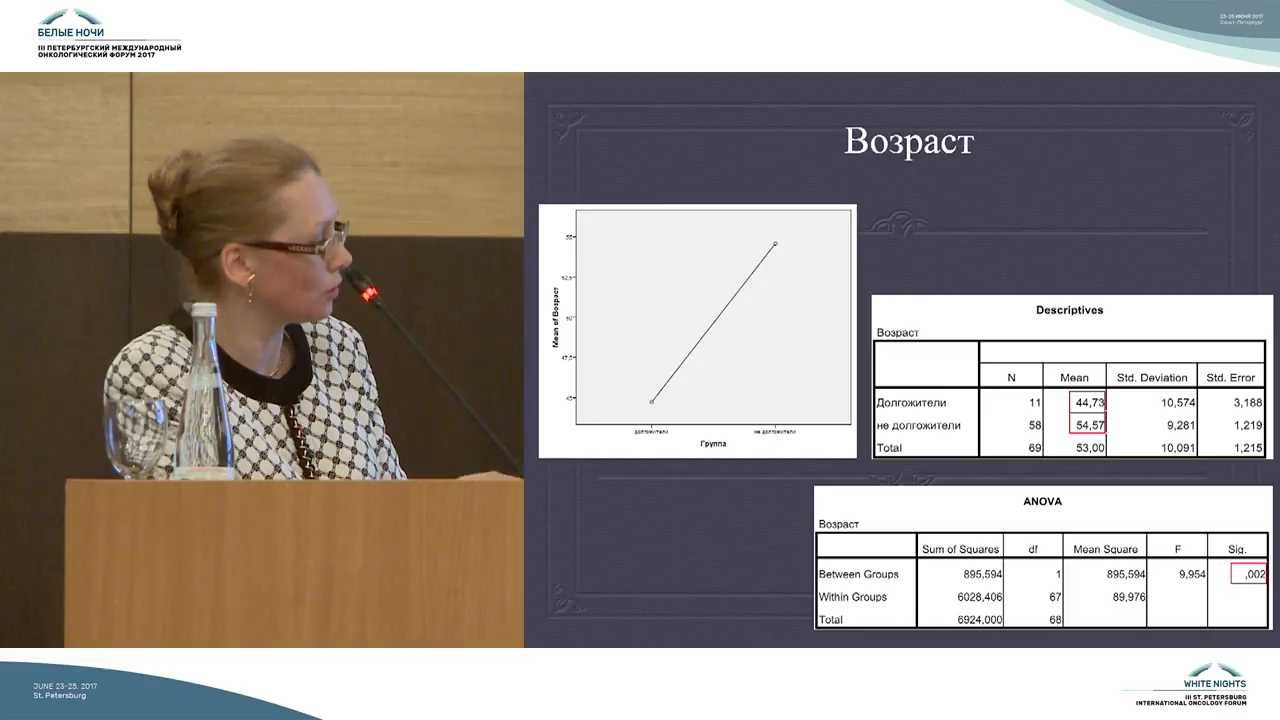 БЕЛЫЕ НОЧИ
III ПЕТЕРБУРГСКИЙ МЕЖДУНАРОДНЫЙ
ОНКОЛОГИЧЕСКИЙ ФОРУМ 2017
23-25 ИЮНЯ 2017
Санкт-Петербург
Возраст
Mean of Возраст
55
52,5
50
47,5
45
долгожители
не долгожители
Группа
Descriptives
Возраст
N Mean Std. Deviation Std. Error
Долгожители 11 44,73 10,574 3,188
не долгожители 58 54,57 9,281 1,219
Total 69 53,00 10,091 1,215
ANOVA
Возраст
Sum of Squares df Mean Square F Sig.
Between Groups 895,594 1 895,594 9,954 ,002
Within Groups 6028,406 67 89,976
Total 6924,000 68
JUNE 23-25, 2017
St. Petersburg
WHITE NIGHTS
III ST. PETERSBURG
INTERNATIONAL ONCOLOGY FORUM